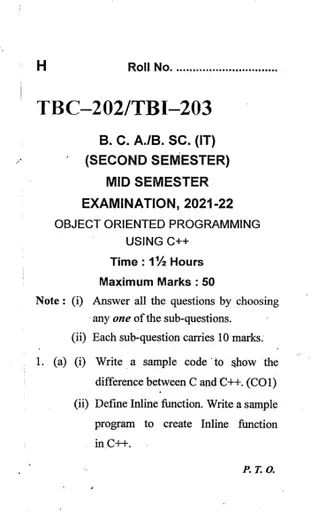 H Roll No. ..............................
TBC–202/TBI–203
B. C. A./B. SC. (IT)
(SECOND SEMESTER)
MID SEMESTER
EXAMINATION, 2021-22
OBJECT ORIENTED PROGRAMMING
USING C++
Time : 1½ Hours
Maximum Marks : 50
Note : (i) Answer all the questions by choosing
any one of the sub-questions.
(ii) Each sub-question carries 10 marks.
1. (a) (i) Write a sample code to show the
difference between C and C++. (CO1)
(ii) Define Inline function. Write a sample
program to create Inline function
in C++.
P. T. O.